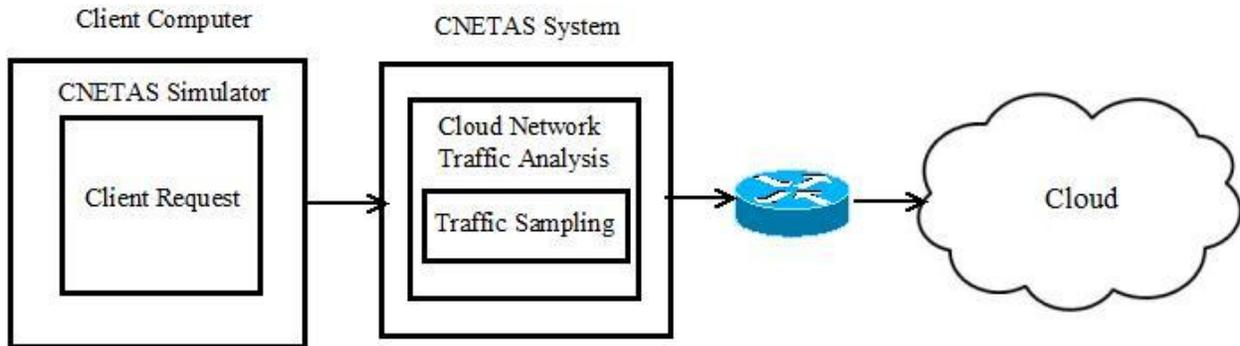 Client Computer
CNETAS System
CNETAS Simulator
Client Request
Cloud Network
Traffic Analysis
Traffic Sampling
Cloud